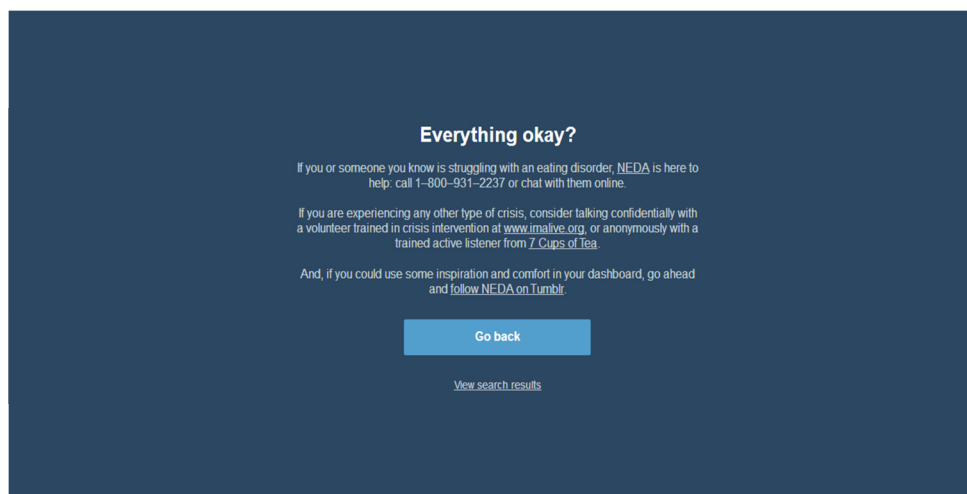 Everything okay?
If you or someone you know is struggling with an eating disorder, NEDA is here to
help: call 1–800–931–2237 or chat with them online.
If you are experiencing any other type of crisis, consider talking confidentially with
a volunteer trained in crisis intervention at www.imalive.org, or anonymously with a
trained active listener from 7 Cups of Tea.
And, if you could use some inspiration and comfort in your dashboard, go ahead
and follow NEDA on Tumblr.
Go back
View search results